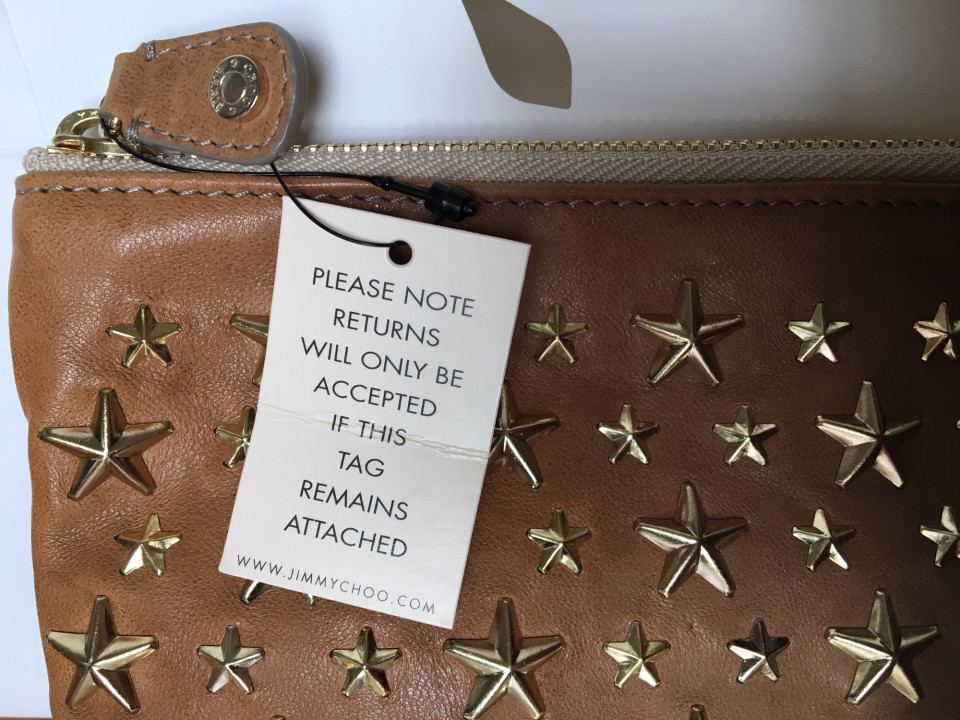 PLEASE NOTE
RETURNS
WILL ONLY BE
ACCEPTED
IF THIS
TAG
REMAINS
ATTACHED
WWW.JIMMYCHOO.COM